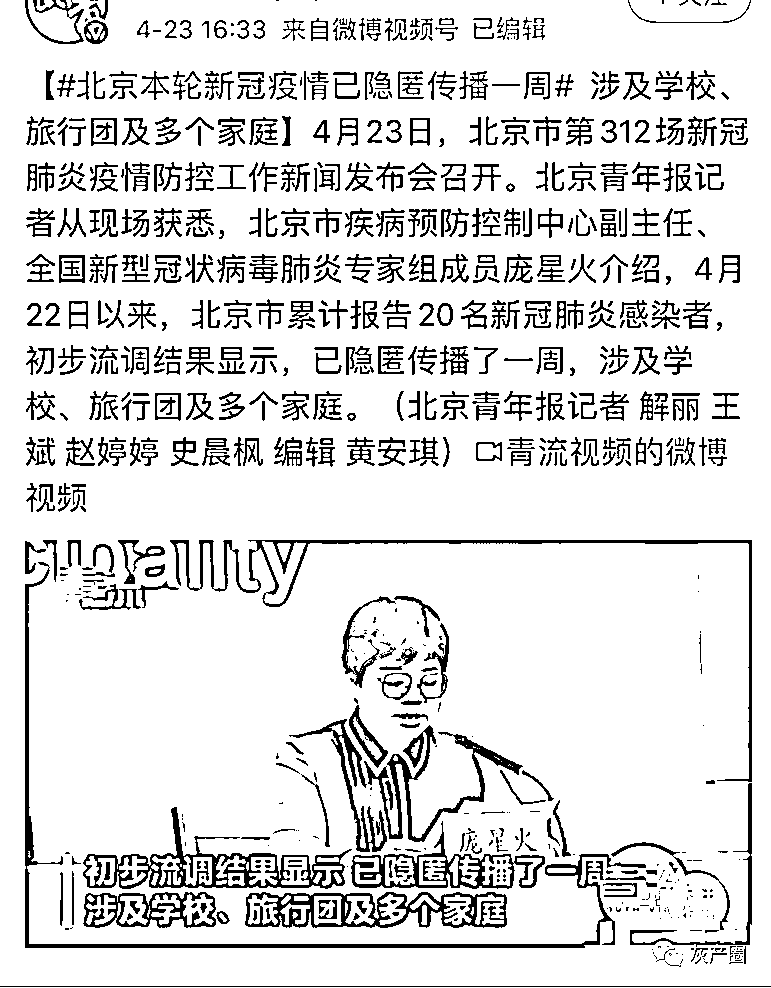 4-23 16:33 来自微博视频号 已编辑
【#北京本轮新冠疫情已隐匿传播一周# 涉及学校、
旅行团及多个家庭】4月23日，北京市第312场新冠
肺炎疫情防控工作新闻发布会召开。北京青年报记
者从现场获悉，北京市疾病预防控制中心副主任、
全国新型冠状病毒肺炎专家组成员庞星火介绍，4月
22日以来，北京市累计报告20名新冠肺炎感染者，
初步流调结果显示，已隐匿传播了一周，涉及学
校、旅行团及多个家庭。（北京青年报记者 解丽 王
斌 赵婷婷 史晨枫 编辑 黄安琪）青流视频的微博
视频
庞星火
初步流调结果显示 已隐匿传播了一周
涉及学校、旅行团及多个家庭
灰产圈